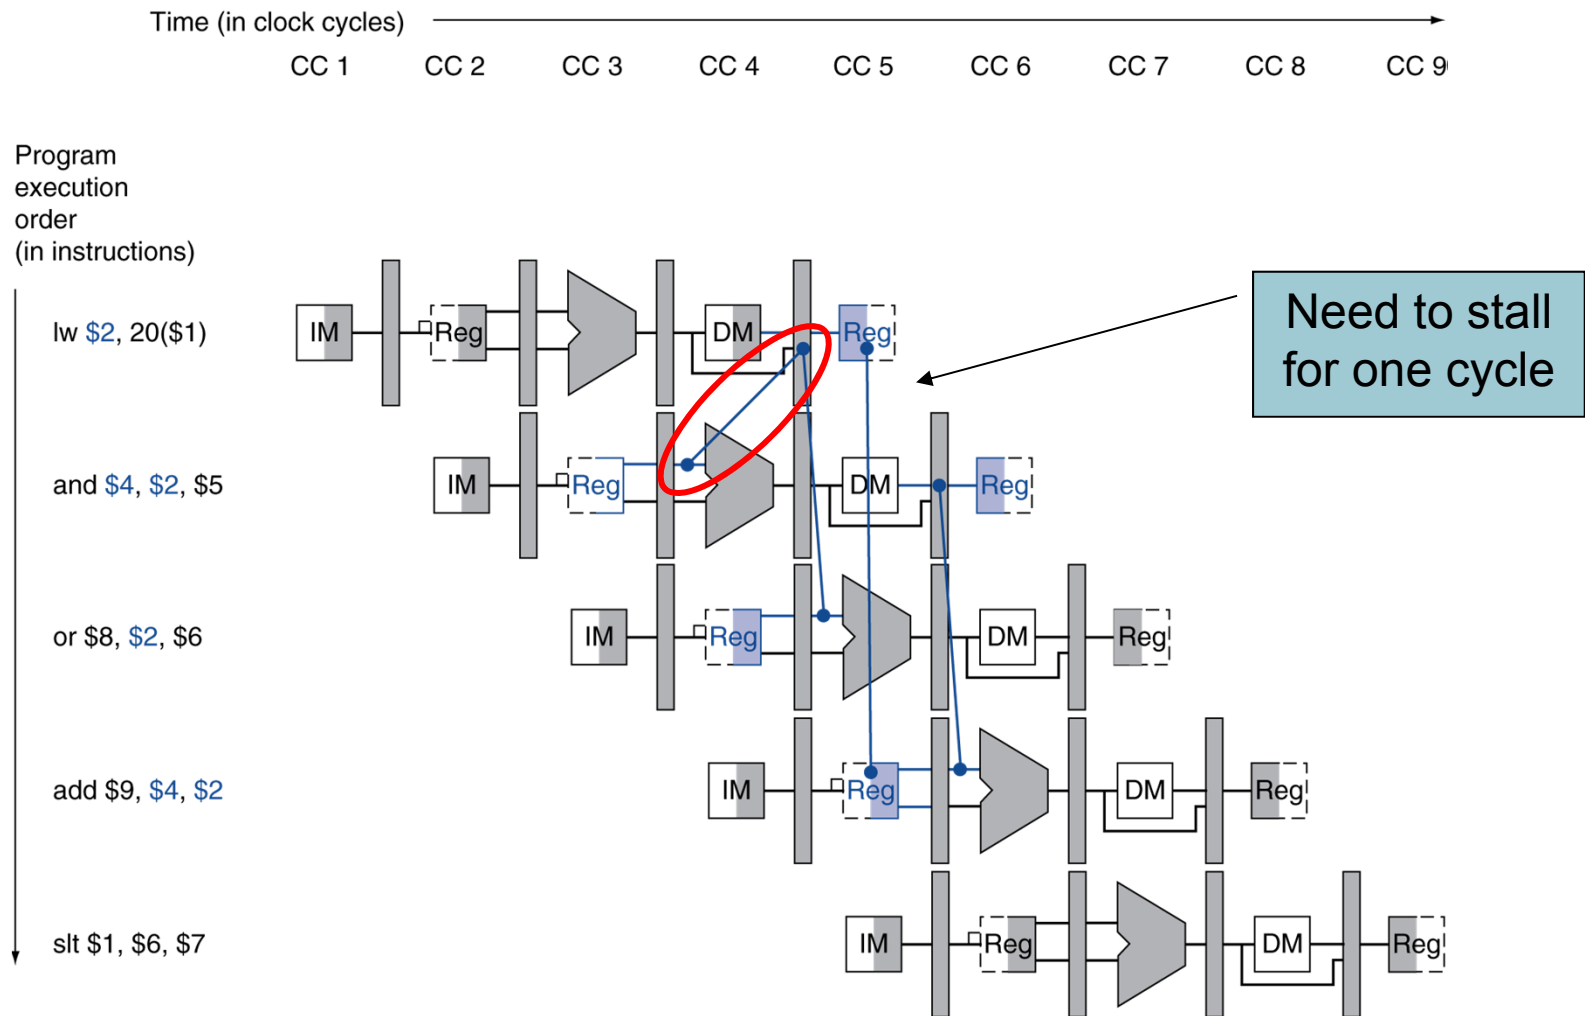 Time (in clock cycles)
CC 1 CC 2 CC 3 CC 4 CC 5 CC 6 CC 7 CC 8 CC 9
Program
execution
order
(in instructions)
lw $2, 20($1) IM Reg DM Reg
Need to stall
for one cycle
and $4, $2, $5 IM Reg DM Reg
or $8, $2, $6 IM Reg DM Reg
add $9, $4, $2 IM Reg DM Reg
slt $1, $6, $7 IM Reg DM Reg